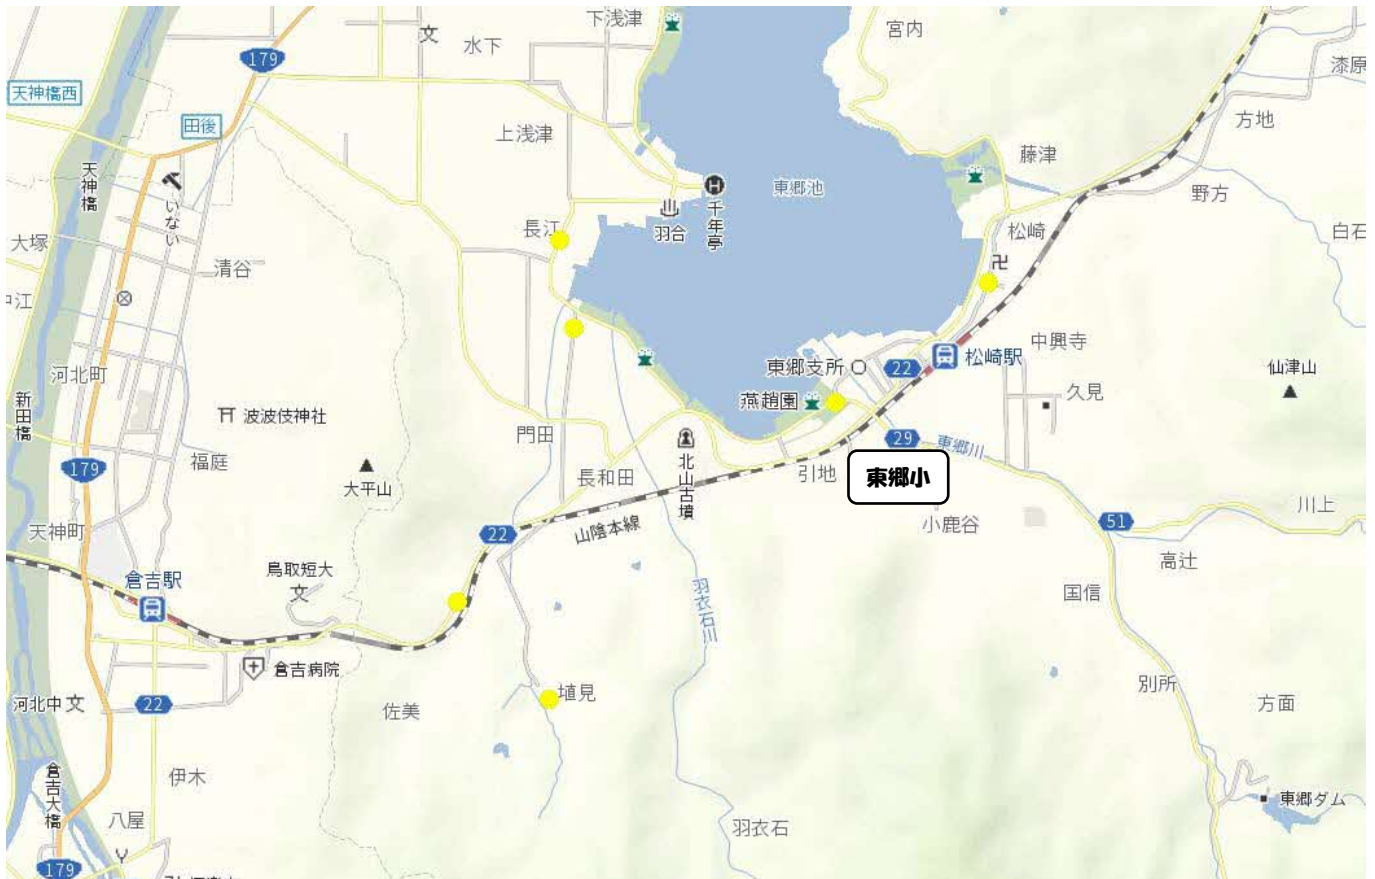 下浅津
宮内
文
水下
179
漆原
天神橋西
田後
上浅津
方地
藤津
天神橋
いない
東郷池
H
千年亭
野方
羽合
長江
松崎
白石
大塚
清谷
卍
中興寺
松崎駅
東郷支所
22
仙津山
河北町
久見
燕趙園
新田橋
波波伎神社
門田
29
東郷川
179
福庭
大平山
長和田
北山古墳
引地
東郷小
川上
天神町
22
山陰本線
小鹿谷
51
高辻
倉吉駅
鳥取短大
文
羽衣石川
国信
倉吉病院
埴見
別所
河北中
文
22
佐美
方面
倉吉大橋
伊木
東郷ダム
八屋
羽衣石
179